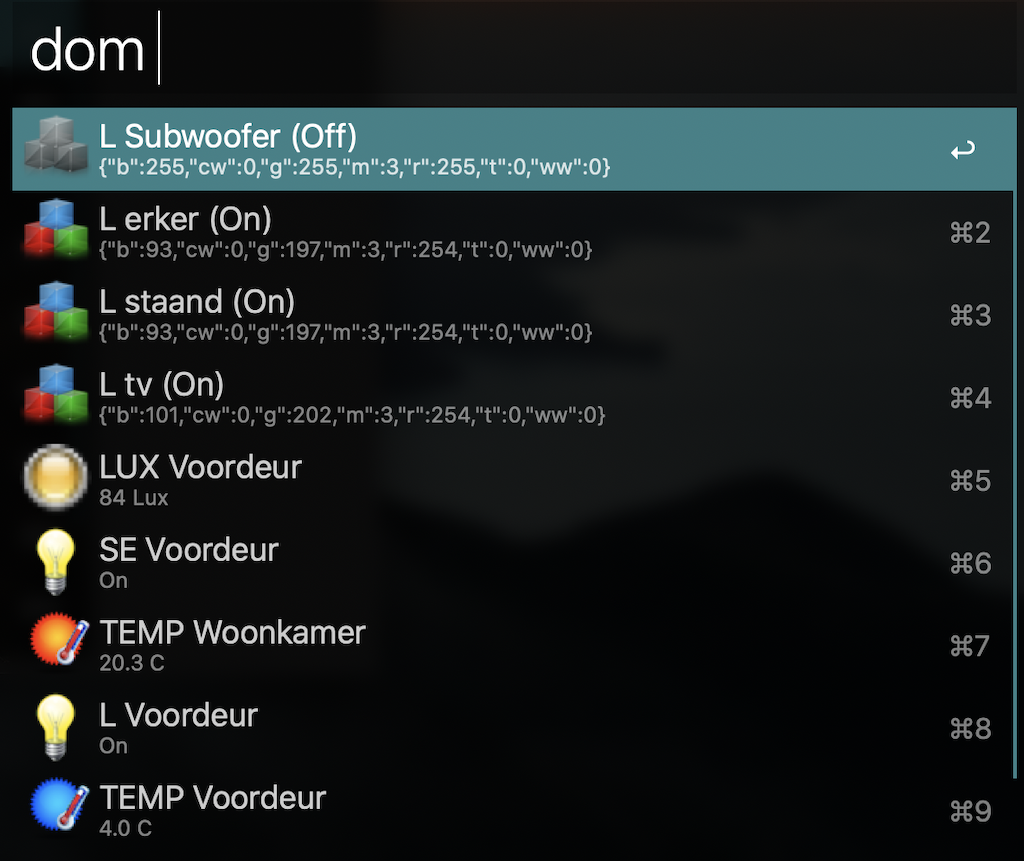 dom
L Subwoofer (Off)
{"b":255,"cw":0,"g":255,"m":3,"r":255,"t":0,"ww":0}
L erker (On)
{"b":93,"cw":0,"g":197,"m":3,"r":254,"t":0,"ww":0}
⌘2
L staand (On)
{"b":93,"cw":0,"g":197,"m":3,"r":254,"t":0,"ww":0}
⌘3
L tv (On)
{"b":101,"cw":0,"g":202,"m":3,"r":254,"t":0,"ww":0}
⌘4
LUX Voordeur
84 Lux
⌘5
SE Voordeur
On
⌘6
TEMP Woonkamer
20.3 C
⌘7
L Voordeur
On
⌘8
TEMP Voordeur
4.0 C
⌘9